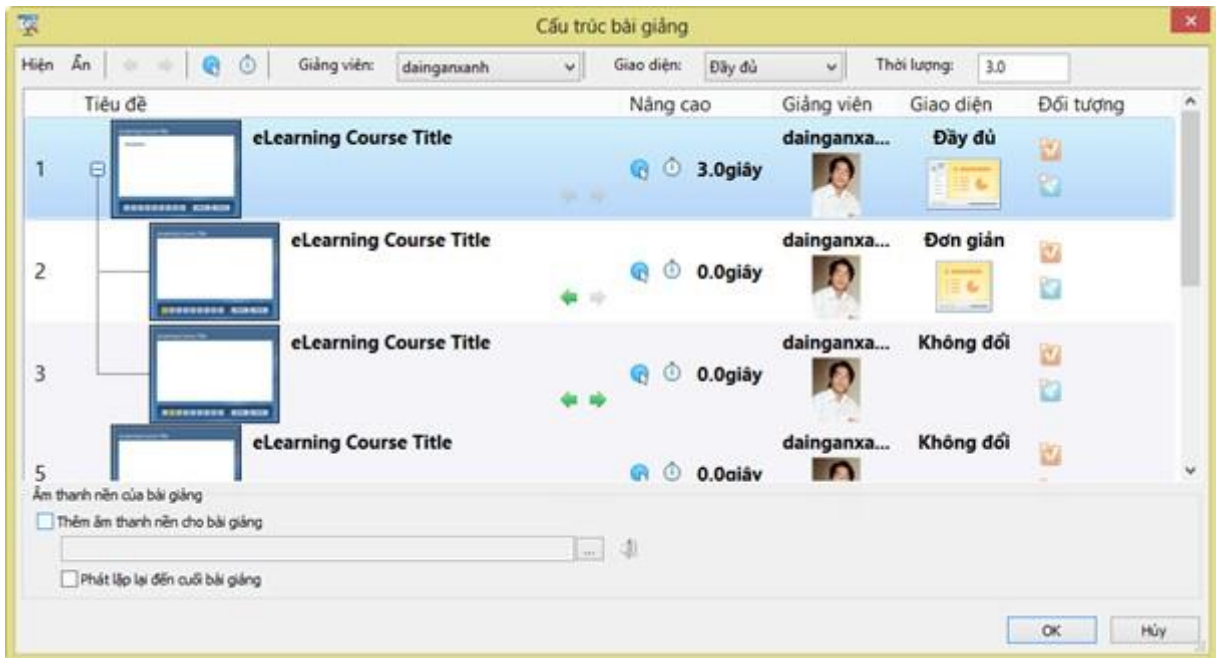 Cấu trúc bài giảng
Hiện Ẩn Giảng viên: dainganxanh Giao diện: Đầy đủ Thời lượng: 3.0
Tiêu đề Nâng cao Giảng viên Giao diện Đối tượng
1 eLearning Course Title 3.0giây dainganxa... Đầy đủ
2 eLearning Course Title 0.0giây dainganxa... Đơn giản
3 eLearning Course Title 0.0giây dainganxa... Không đổi
5 eLearning Course Title 0.0giây dainganxa... Không đổi
Âm thanh nền của bài giảng
Thêm âm thanh nền cho bài giảng
...
Phát lặp lại đến cuối bài giảng
OK Hủy